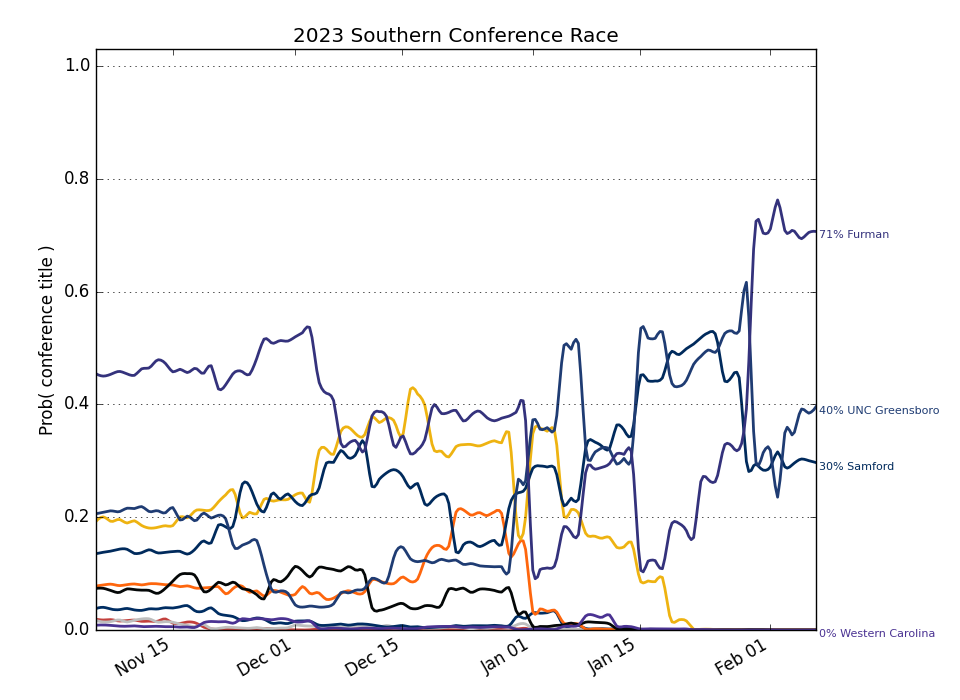 2023 Southern Conference Race
Prob( conference title )
1.0
0.8
0.6
0.4
0.2
0.0
71% Furman
40% UNC Greensboro
30% Samford
0% Western Carolina
Nov 15
Dec 01
Dec 15
Jan 01
Jan 15
Feb 01